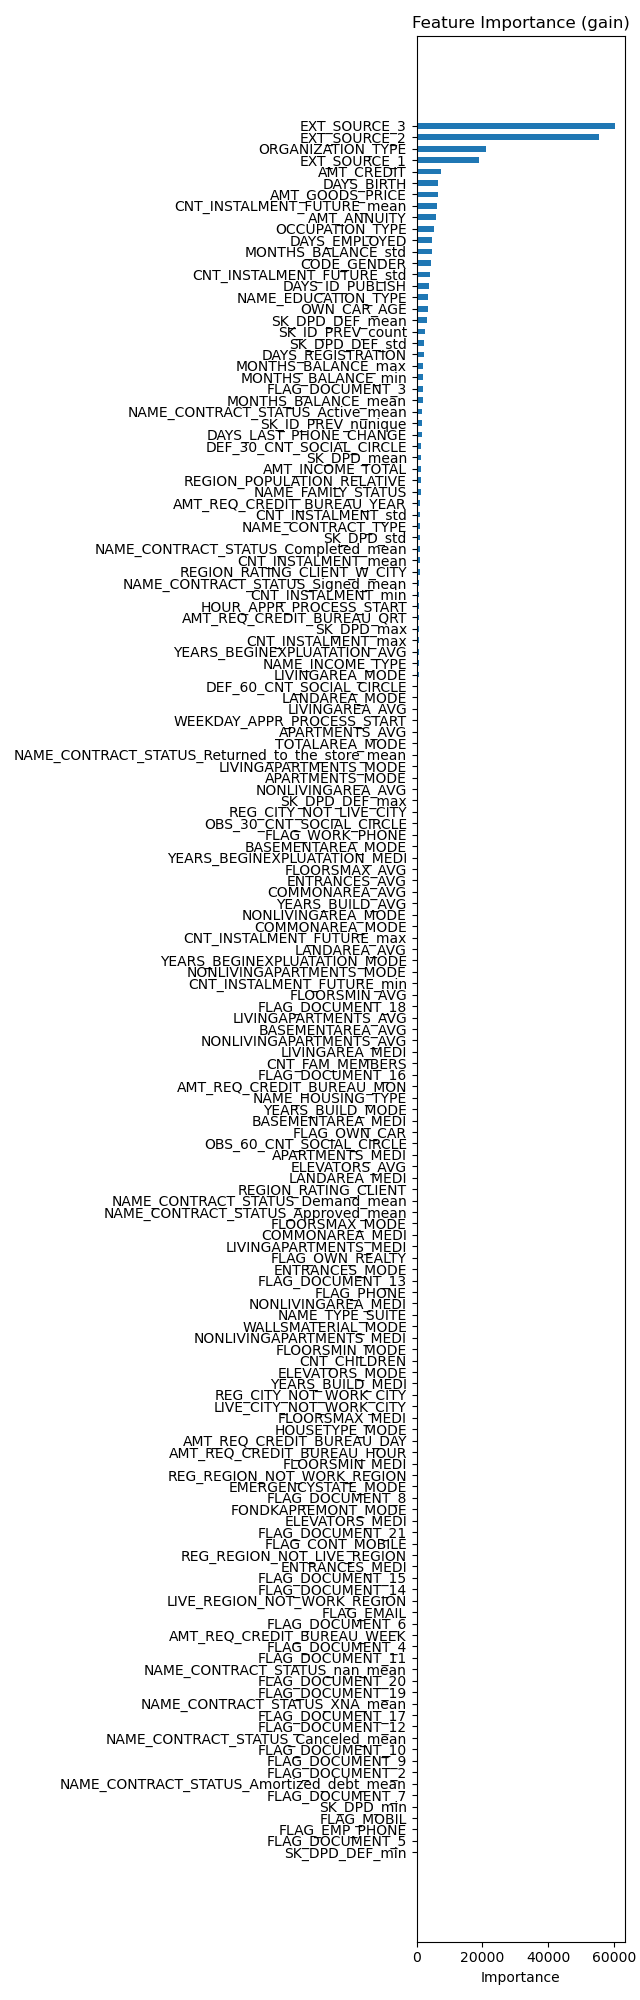 Feature Importance (gain)
EXT_SOURCE_3
EXT_SOURCE_2
ORGANIZATION_TYPE
EXT_SOURCE_1
AMT_CREDIT
DAYS_BIRTH
AMT_GOODS_PRICE
CNT_INSTALMENT_FUTURE_mean
AMT_ANNUITY
OCCUPATION_TYPE
DAYS_EMPLOYED
MONTHS_BALANCE_std
CODE_GENDER
CNT_INSTALMENT_FUTURE_std
DAYS_ID_PUBLISH
NAME_EDUCATION_TYPE
OWN_CAR_AGE
SK_DPD_DEF_mean
SK_ID_PREV_count
SK_DPD_DEF_std
DAYS_REGISTRATION
MONTHS_BALANCE_max
MONTHS_BALANCE_min
FLAG_DOCUMENT_3
MONTHS_BALANCE_mean
NAME_CONTRACT_STATUS_Active_mean
SK_ID_PREV_nunique
DAYS_LAST_PHONE_CHANGE
DEF_30_CNT_SOCIAL_CIRCLE
SK_DPD_mean
AMT_INCOME_TOTAL
REGION_POPULATION_RELATIVE
NAME_FAMILY_STATUS
AMT_REQ_CREDIT_BUREAU_YEAR
CNT_INSTALMENT_std
NAME_CONTRACT_TYPE
SK_DPD_std
NAME_CONTRACT_STATUS_Completed_mean
CNT_INSTALMENT_mean
REGION_RATING_CLIENT_W_CITY
NAME_CONTRACT_STATUS_Signed_mean
CNT_INSTALMENT_min
HOUR_APPR_PROCESS_START
AMT_REQ_CREDIT_BUREAU_QRT
SK_DPD_max
CNT_INSTALMENT_max
YEARS_BEGINEXPLUATATION_AVG
NAME_INCOME_TYPE
LIVINGAREA_MODE
DEF_60_CNT_SOCIAL_CIRCLE
LANDAREA_MODE
LIVINGAREA_AVG
WEEKDAY_APPR_PROCESS_START
APARTMENTS_AVG
TOTALAREA_MODE
NAME_CONTRACT_STATUS_Returned_to_the_store_mean
LIVINGAPARTMENTS_MODE
APARTMENTS_MODE
NONLIVINGAREA_AVG
SK_DPD_DEF_max
REG_CITY_NOT_LIVE_CITY
OBS_30_CNT_SOCIAL_CIRCLE
FLAG_WORK_PHONE
BASEMENTAREA_MODE
YEARS_BEGINEXPLUATATION_MEDI
FLOORSMAX_AVG
ENTRANCES_AVG
COMMONAREA_AVG
YEARS_BUILD_AVG
NONLIVINGAREA_MODE
COMMONAREA_MODE
CNT_INSTALMENT_FUTURE_max
LANDAREA_AVG
YEARS_BEGINEXPLUATATION_MODE
NONLIVINGAPARTMENTS_MODE
CNT_INSTALMENT_FUTURE_min
FLOORSMIN_AVG
FLAG_DOCUMENT_18
LIVINGAPARTMENTS_AVG
BASEMENTAREA_AVG
NONLIVINGAPARTMENTS_AVG
LIVINGAREA_MEDI
CNT_FAM_MEMBERS
FLAG_DOCUMENT_16
AMT_REQ_CREDIT_BUREAU_MON
NAME_HOUSING_TYPE
YEARS_BUILD_MODE
BASEMENTAREA_MEDI
FLAG_OWN_CAR
OBS_60_CNT_SOCIAL_CIRCLE
APARTMENTS_MEDI
ELEVATORS_AVG
LANDAREA_MEDI
REGION_RATING_CLIENT
NAME_CONTRACT_STATUS_Demand_mean
NAME_CONTRACT_STATUS_Approved_mean
FLOORSMAX_MODE
COMMONAREA_MEDI
LIVINGAPARTMENTS_MEDI
FLAG_OWN_REALTY
ENTRANCES_MODE
FLAG_DOCUMENT_13
FLAG_PHONE
NONLIVINGAREA_MEDI
NAME_TYPE_SUITE
WALLSMATERIAL_MODE
NONLIVINGAPARTMENTS_MEDI
FLOORSMIN_MODE
CNT_CHILDREN
ELEVATORS_MODE
YEARS_BUILD_MEDI
REG_CITY_NOT_WORK_CITY
LIVE_CITY_NOT_WORK_CITY
FLOORSMAX_MEDI
HOUSETYPE_MODE
AMT_REQ_CREDIT_BUREAU_DAY
AMT_REQ_CREDIT_BUREAU_HOUR
FLOORSMIN_MEDI
REG_REGION_NOT_WORK_REGION
EMERGENCYSTATE_MODE
FLAG_DOCUMENT_8
FONDKAPREMONT_MODE
ELEVATORS_MEDI
FLAG_DOCUMENT_21
FLAG_CONT_MOBILE
REG_REGION_NOT_LIVE_REGION
ENTRANCES_MEDI
FLAG_DOCUMENT_15
FLAG_DOCUMENT_14
LIVE_REGION_NOT_WORK_REGION
FLAG_EMAIL
FLAG_DOCUMENT_6
AMT_REQ_CREDIT_BUREAU_WEEK
FLAG_DOCUMENT_4
FLAG_DOCUMENT_11
NAME_CONTRACT_STATUS_nan_mean
FLAG_DOCUMENT_20
FLAG_DOCUMENT_19
NAME_CONTRACT_STATUS_XNA_mean
FLAG_DOCUMENT_17
FLAG_DOCUMENT_12
NAME_CONTRACT_STATUS_Canceled_mean
FLAG_DOCUMENT_10
FLAG_DOCUMENT_9
FLAG_DOCUMENT_2
NAME_CONTRACT_STATUS_Amortized_debt_mean
FLAG_DOCUMENT_7
SK_DPD_min
FLAG_MOBIL
FLAG_EMP_PHONE
FLAG_DOCUMENT_5
SK_DPD_DEF_min
0 20000 40000 60000
Importance